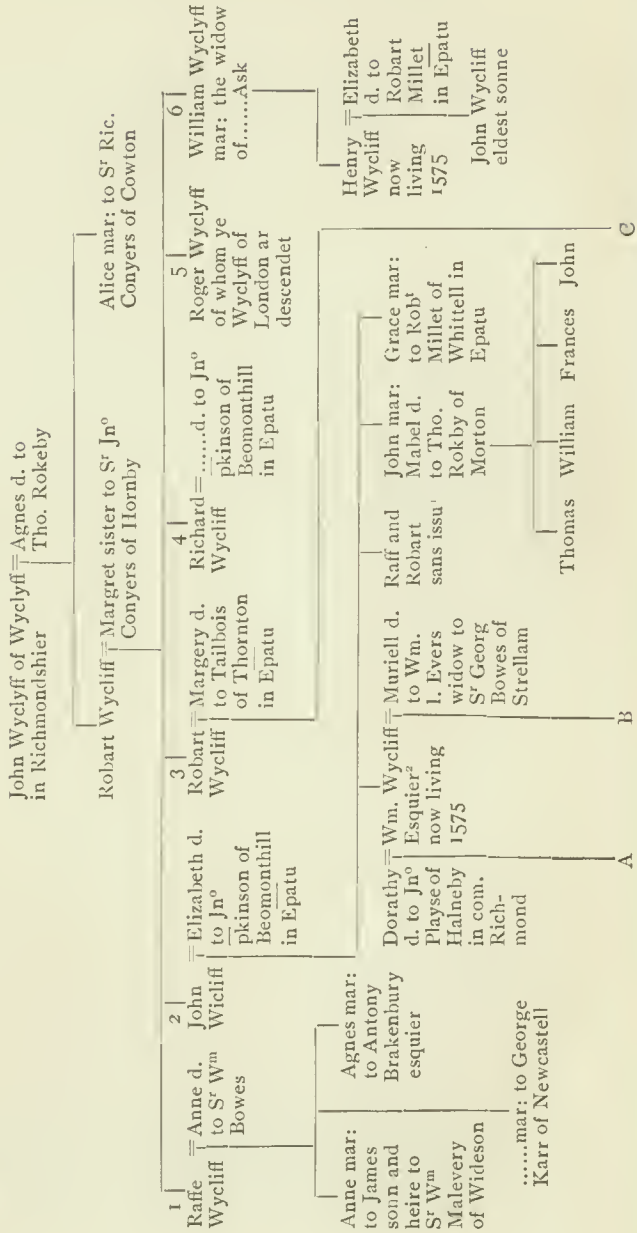 John Wyclyff of Wyclyff = Agnes d. to
in Richmondshier Tho. Rokeby
Robart Wycliff = Margret sister to Sʳ Jnº
Conyers of Hornby
Alice mar: to Sʳ Ric.
Conyers of Cowton
1
Raffe = Anne d.
Wycliff to Sʳ Wᵐ
Bowes
2
John = Elizabeth d.
Wicliff to Jnº
pkinson of
Beomonthill
in Epatu
3
Robart = Margery d.
Wycliff to Tailbois
of Thornton
in Epatu
4
Richard = ......d. to Jnº
Wycliff pkinson of
Beomonthill
in Epatu
5
Roger Wyclyff
of whom ye
Wyclyff of
London ar
descendet
6
William Wyclyff
mar: the widow
of......Ask
Anne mar:
to James
sonn and
heire to
Sʳ Wᵐ
Malevery
of Wideson
......mar: to George
Karr of Newcastell
Agnes mar:
to Antony
Brakenbury
esquier
Dorathy = Wm. Wycliff = Muriell d.
d. to Jnº Esquier² to Wm.
Playse of now living l. Evers
Halneby 1575 widow to
in com. Sʳ Georg
Rich- Bowes of
mond Strellam
Raff and
Robart
sans issu¹
John mar:
Mabel d.
to Tho.
Rokby of
Morton
Grace mar:
to Robᵗ
Millet of
Whittell in
Epatu
Henry = Elizabeth
Wycliff d. to
now Robart
living Millet
1575 in Epatu
John Wycliff
eldest sonne
Thomas William Frances John
A B C